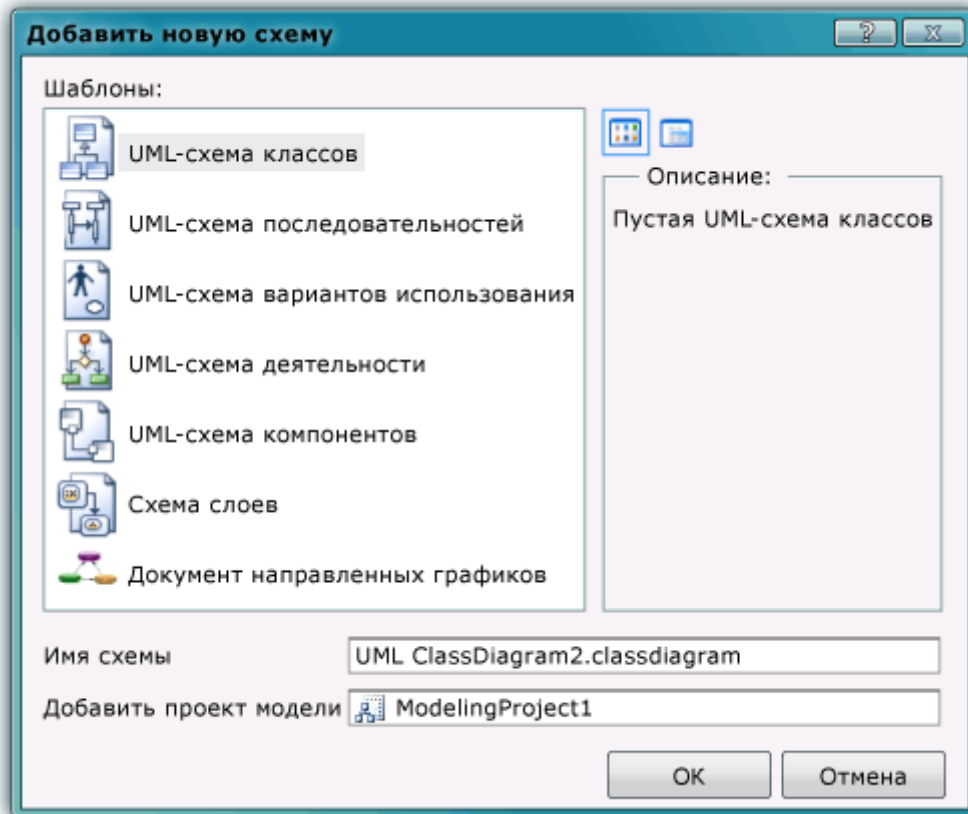 Добавить новую схему
Шаблоны:
UML-схема классов
UML-схема последовательностей
UML-схема вариантов использования
UML-схема деятельности
UML-схема компонентов
Схема слоев
Документ направленных графиков
Описание:
Пустая UML-схема классов
Имя схемы UML ClassDiagram2.classdiagram
Добавить проект модели ModelingProject1
ОК Отмена